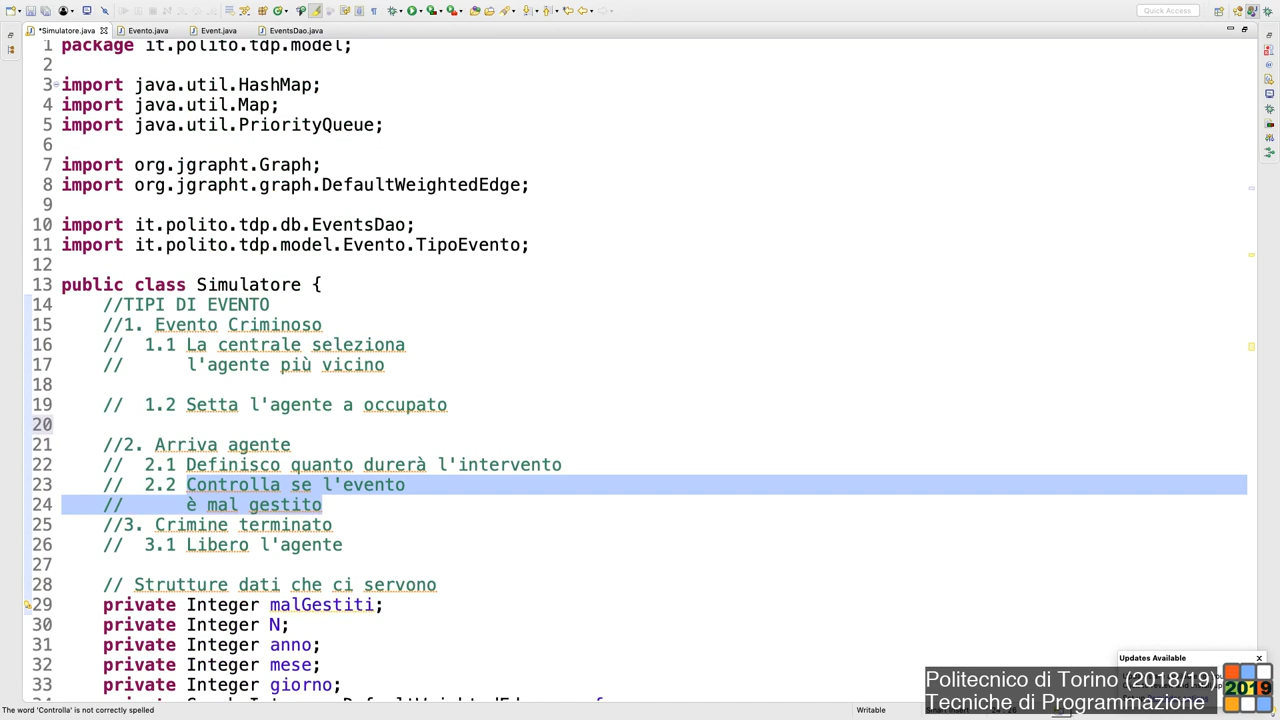 Quick Access
*Simulatore.java
Evento.java
Event.java
EventsDao.java
1 package it.polito.tdp.model;
2
3 import java.util.HashMap;
4 import java.util.Map;
5 import java.util.PriorityQueue;
6
7 import org.jgrapht.Graph;
8 import org.jgrapht.graph.DefaultWeightedEdge;
9
10 import it.polito.tdp.db.EventsDao;
11 import it.polito.tdp.model.Evento.TipoEvento;
12
13 public class Simulatore {
14 //TIPI DI EVENTO
15 //1. Evento Criminoso
16 // 1.1 La centrale seleziona
17 // l'agente più vicino
18
19 // 1.2 Setta l'agente a occupato
20
21 //2. Arriva agente
22 // 2.1 Definisco quanto durerà l'intervento
23 // 2.2 Controlla se l'evento
24 // è mal gestito
25 //3. Crimine terminato
26 // 3.1 Libero l'agente
27
28 // Strutture dati che ci servono
29 private Integer malGestiti;
30 private Integer N;
31 private Integer anno;
32 private Integer mese;
33 private Integer giorno;
Updates Available
Politecnico di Torino (2018/19)
Tecniche di Programmazione
2019
The word 'Controlla' is not correctly spelled
Writable